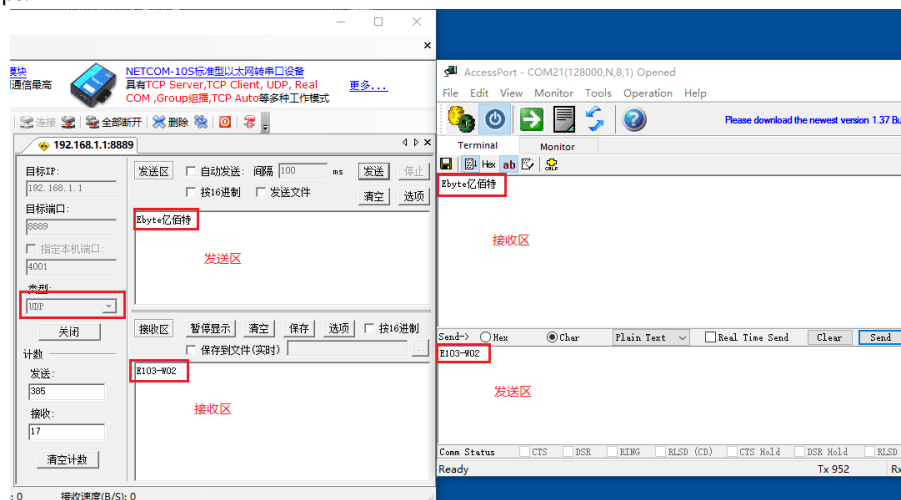 模块
通信最高
NETCOM-10S标准型以太网转串口设备
具有TCP Server,TCP Client, UDP, Real
COM ,Group组播,TCP Auto等多种工作模式
更多...
连接
全部断开
删除
192.168.1.1:8889
目标IP:
192.168.1.1
目标端口:
8889
指定本机端口:
4001
类型:
UDP
关闭
计数
发送:
385
接收:
17
清空计数
发送区
自动发送: 间隔
100
ms
发送
停止
按16进制
发送文件
清空
选项
Ebyte亿佰特
发送区
接收区
暂停显示
清空
保存
选项
按16进制
保存到文件(实时)
...
E103-W02
接收区
: 0
接收速度(B/S): 0
AccessPort - COM21(128000,N,8,1) Opened
File Edit View Monitor Tools Operation Help
Please download the newest version 1.37 Bu
Terminal
Monitor
Hex
ab
Ebyte亿佰特
接收区
Send->
Hex
Char
Plain Text
Real Time Send
Clear
Send
E103-W02
发送区
Comm Status
CTS
DSR
RING
RLSD (CD)
CTS Hold
DSR Hold
RLSD
Ready
Tx 952